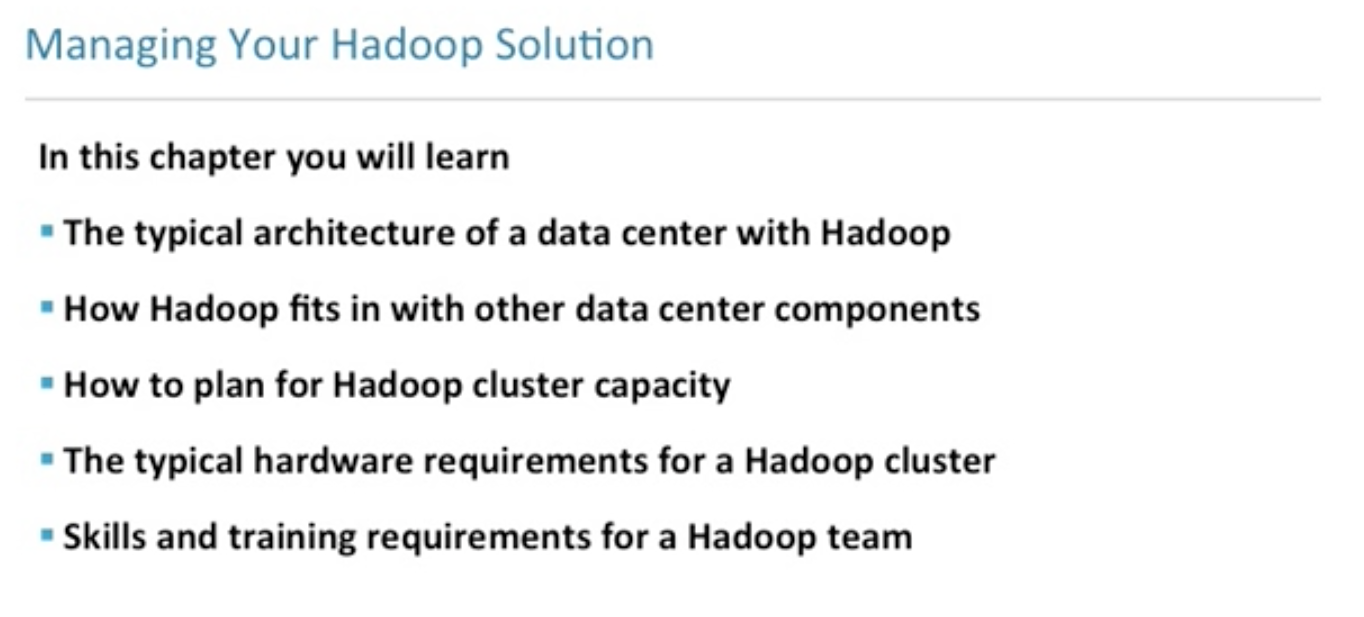 Managing Your Hadoop Solution
In this chapter you will learn
▪ The typical architecture of a data center with Hadoop
▪ How Hadoop fits in with other data center components
▪ How to plan for Hadoop cluster capacity
▪ The typical hardware requirements for a Hadoop cluster
▪ Skills and training requirements for a Hadoop team